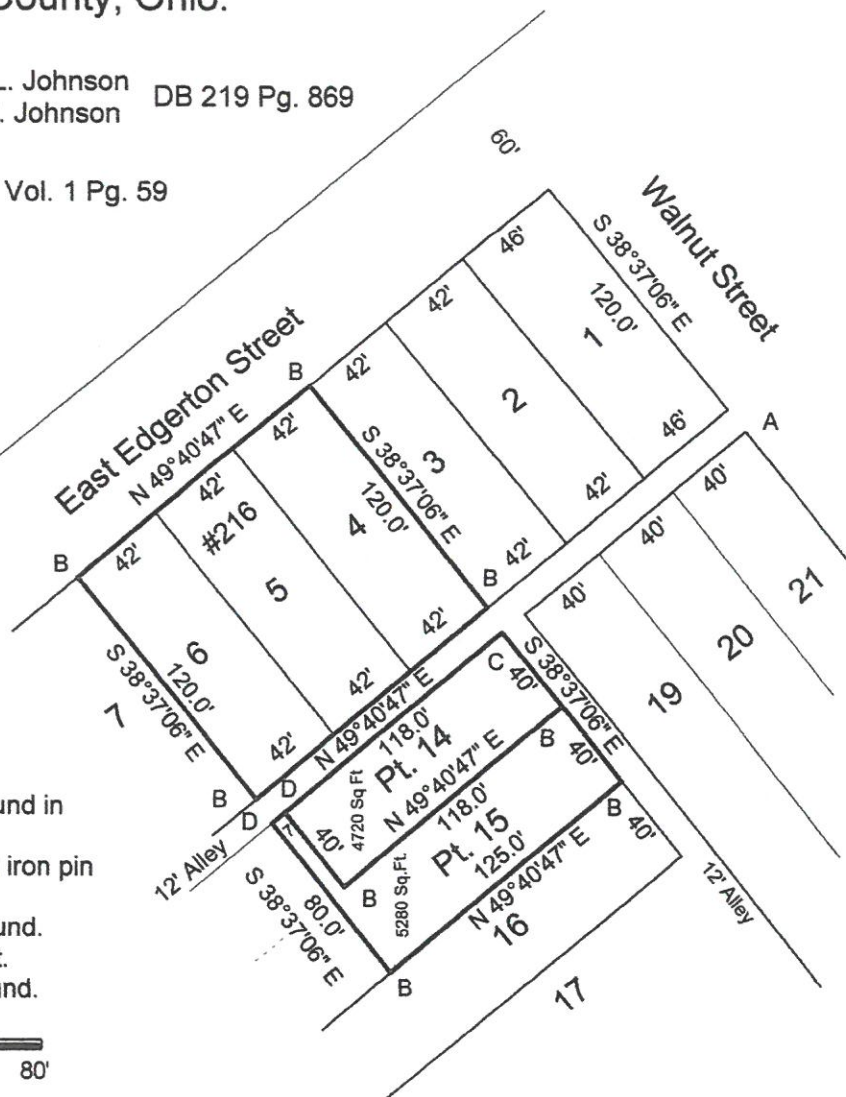 County, Ohio.
L. Johnson
. Johnson
DB 219 Pg. 869
Vol. 1 Pg. 59
60'
Walnut Street
East Edgerton Street
N 49°40'47" E
46'
S 38°37'06" E
120.0'
1
46'
A
42'
2
42'
B
42'
3
42'
S 38°37'06" E
120.0'
B
42'
4
42'
42'
#216
5
42'
B
42'
6
42'
S 38°37'06" E
120.0'
7
B
D
N 49°40'47" E
118.0'
C
40'
S 38°37'06" E
Pt. 14
4720 Sq Ft
40'
N 49°40'47" E
118.0'
B
40'
D
7'
Pt. 15
125.0'
5280 Sq.Ft.
B
N 49°40'47" E
B
40'
80.0'
S 38°37'06" E
12' Alley
16
B
17
40'
19
40'
20
40'
21
12' Alley
und in
iron pin
und.
t.
und.
80'